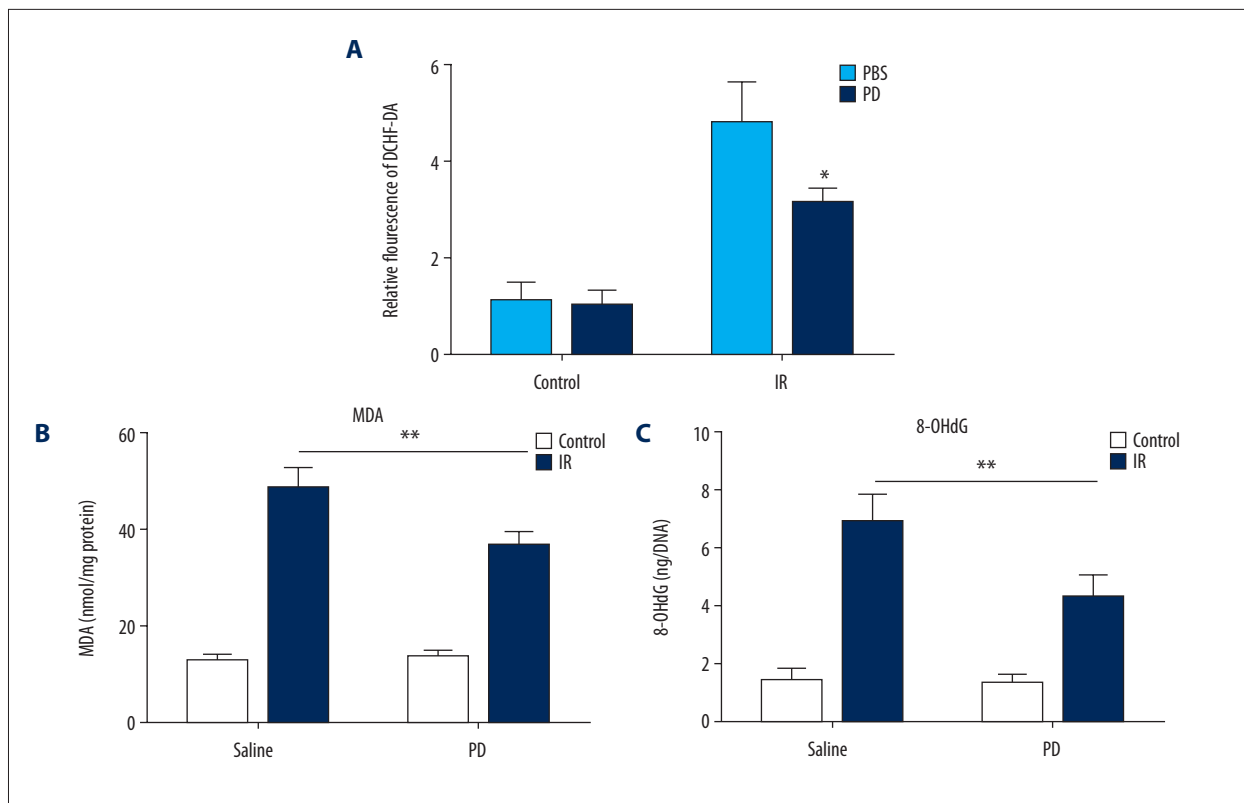 A
Relative flourescence of DCHF-DA
6
4
2
0
PBS
PD
*
Control
IR
B
MDA
MDA (nmol/mg protein)
60
40
20
0
**
Control
IR
Saline
PD
C
8-OHdG
8-OHdG (ng/DNA)
10
8
6
4
2
0
**
Control
IR
Saline
PD